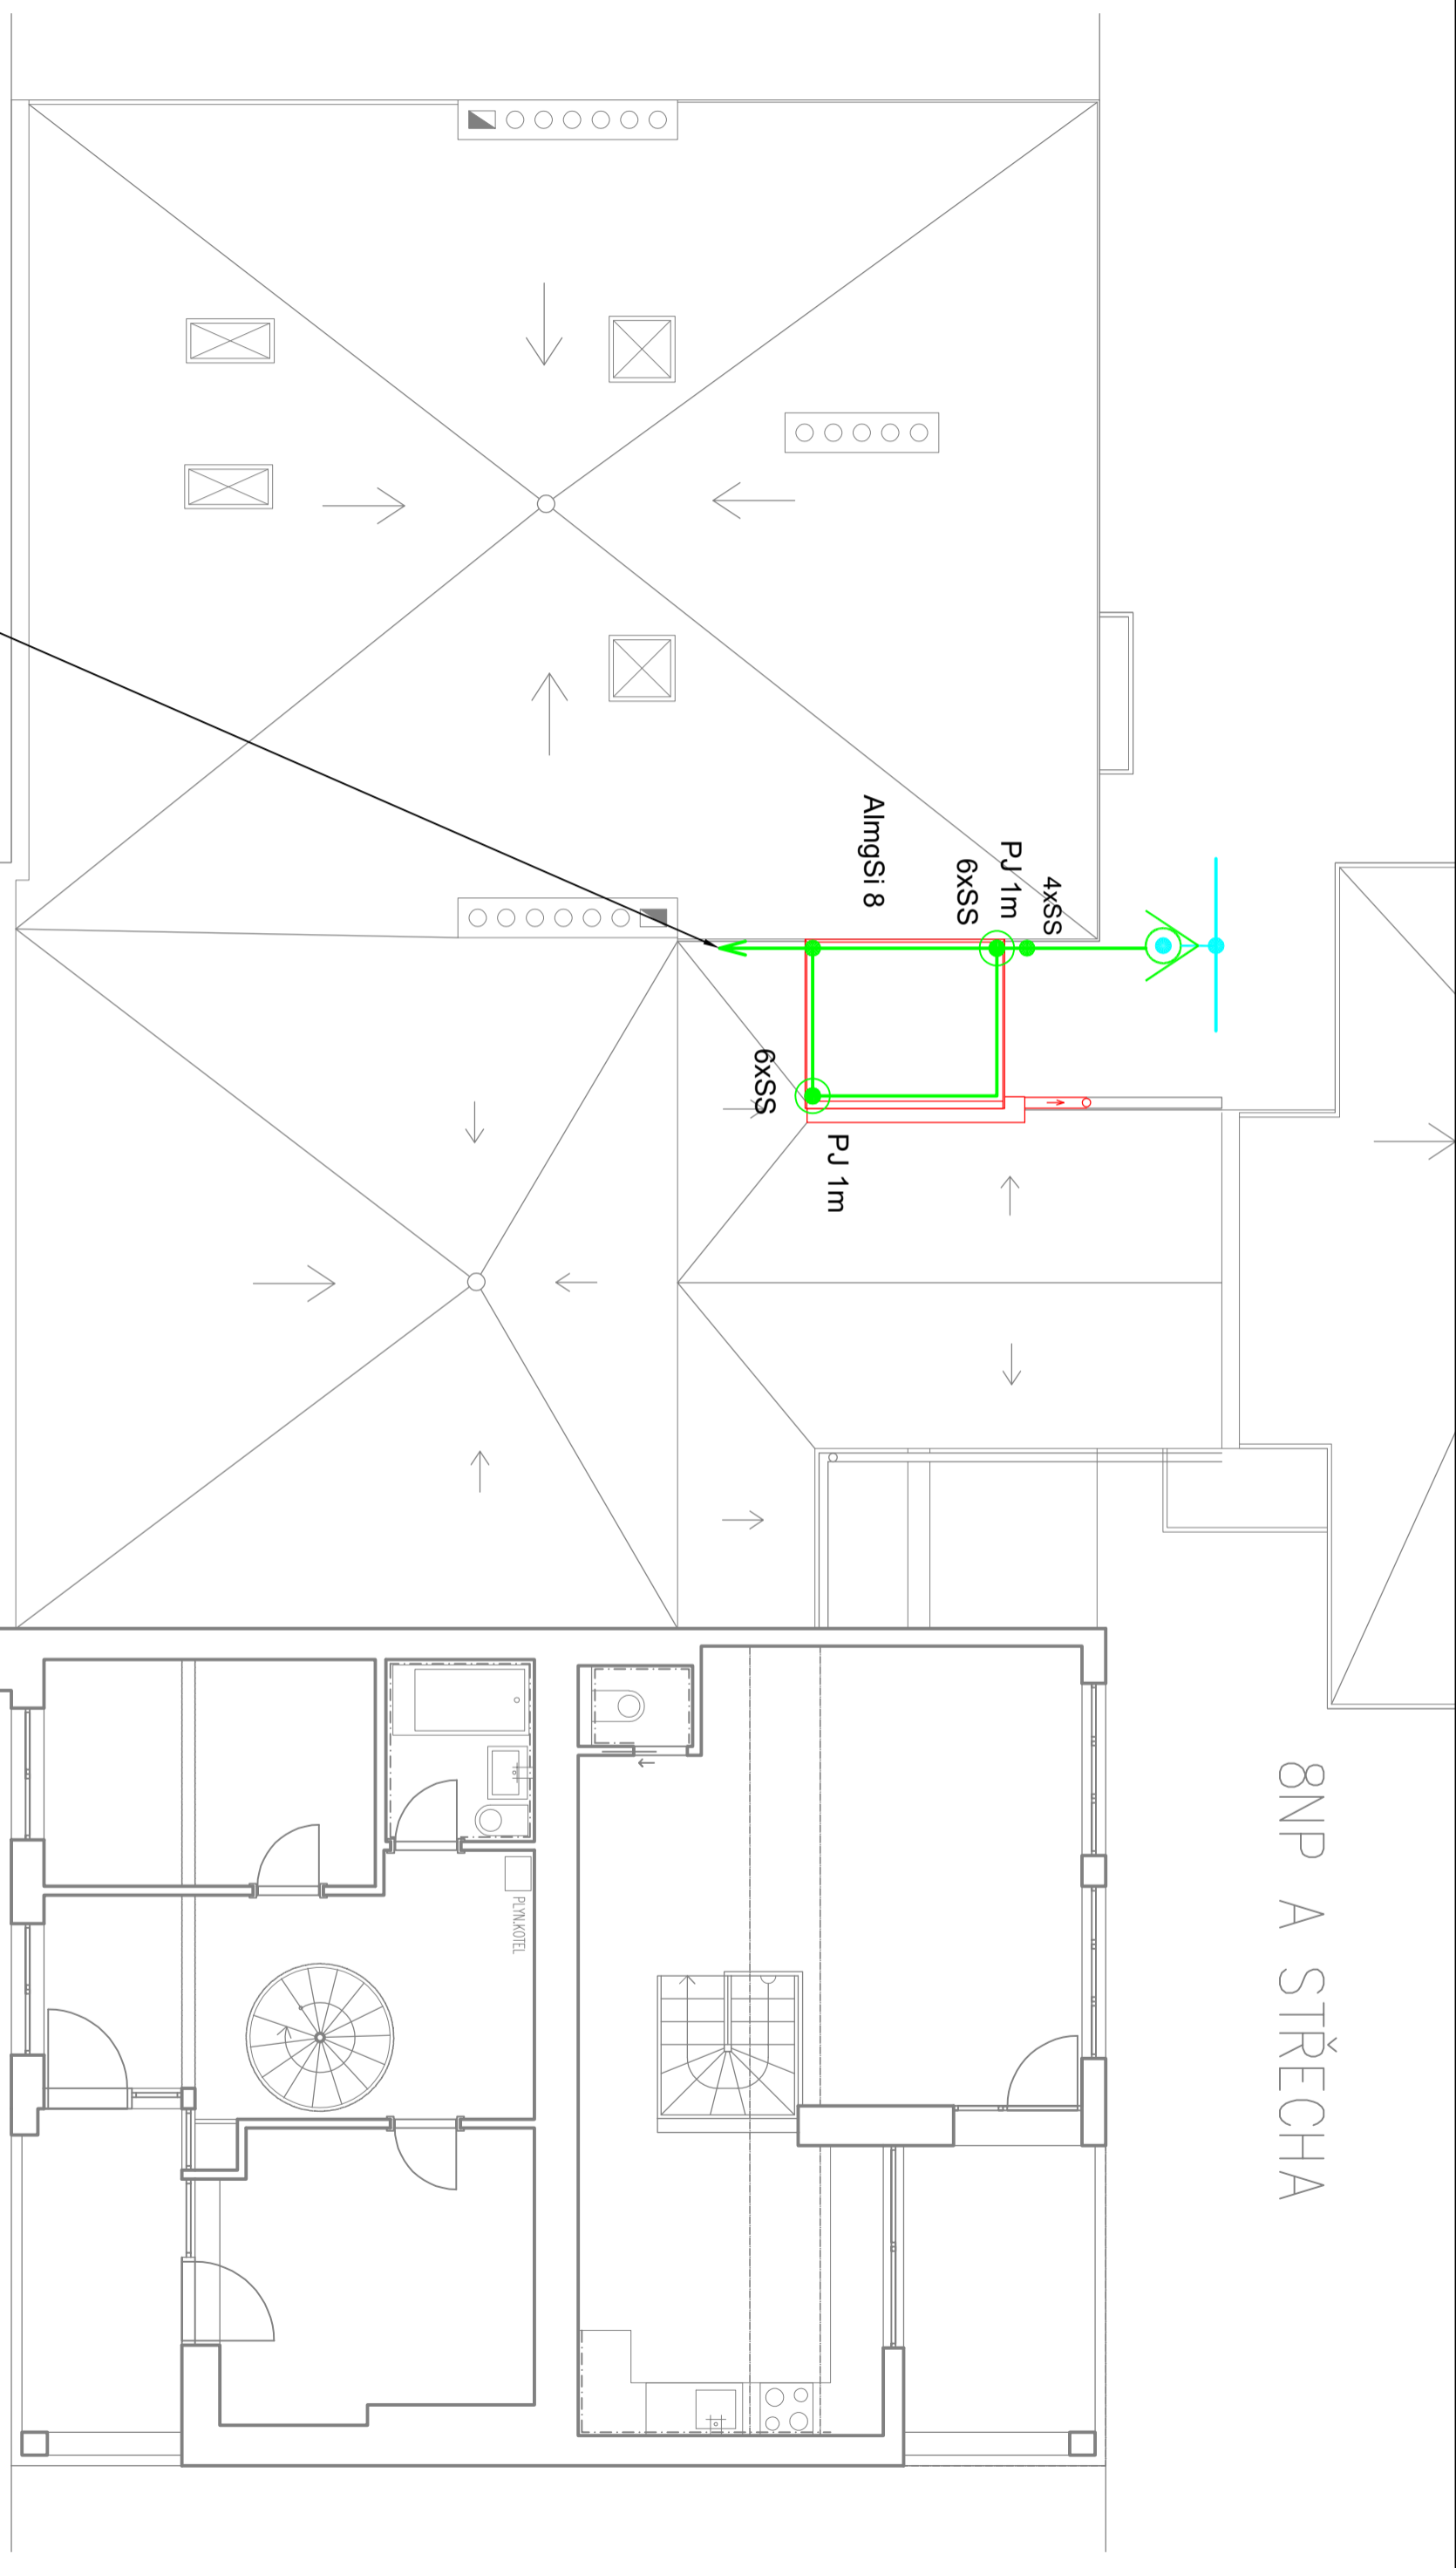 8NP A STŘECHA
4xSS
PJ 1m
6xSS
AlmgSi 8
PJ 1m
6xSS
PLYN.KOTEL